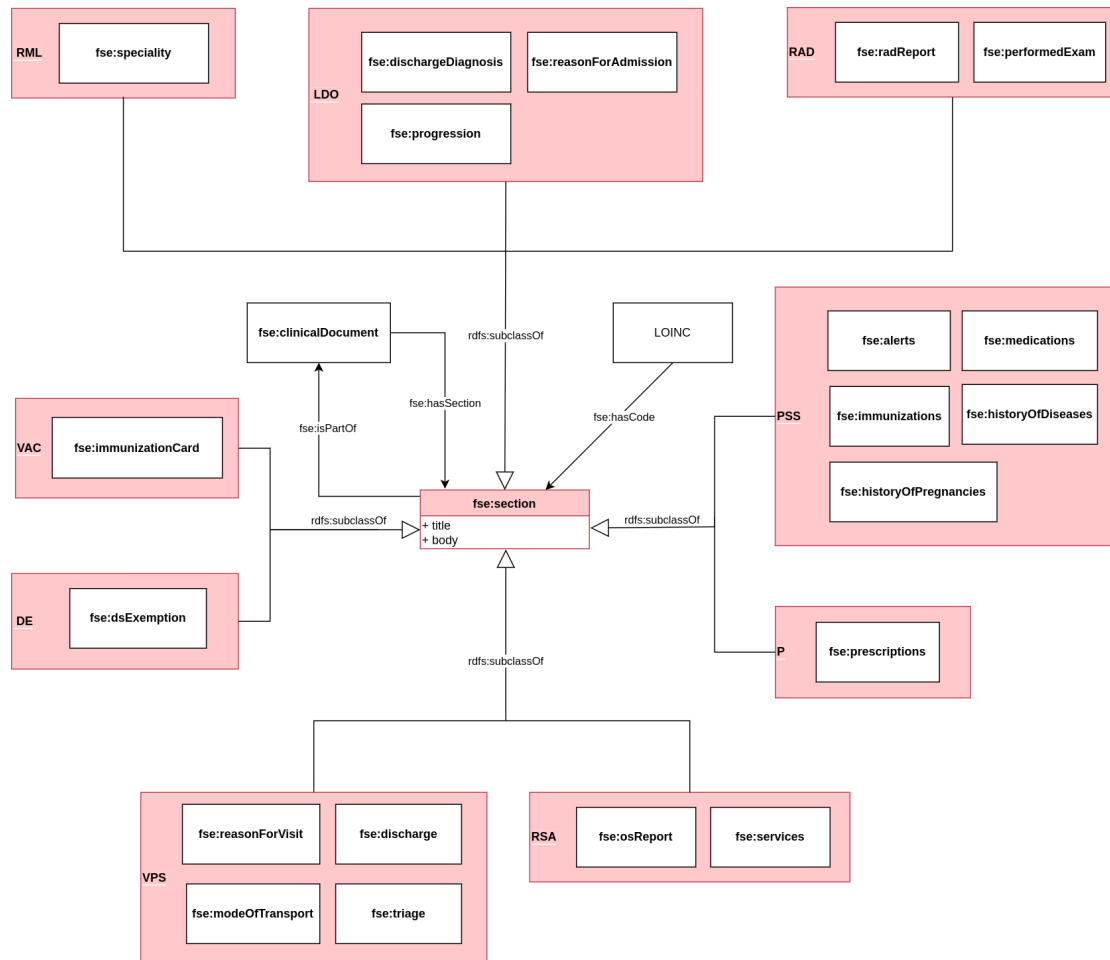 RML
fse:speciality
LDO
fse:dischargeDiagnosis
fse:reasonForAdmission
fse:progression
RAD
fse:radReport
fse:performedExam
fse:clinicalDocument
rdfs:subclassOf
LOINC
fse:hasSection
fse:isPartOf
fse:hasCode
PSS
fse:alerts
fse:medications
fse:immunizations
fse:historyOfDiseases
fse:historyOfPregnancies
VAC
fse:immunizationCard
rdfs:subclassOf
fse:section
+ title
+ body
rdfs:subclassOf
DE
fse:dsExemption
P
fse:prescriptions
rdfs:subclassOf
VPS
fse:reasonForVisit
fse:discharge
fse:modeOfTransport
fse:triage
RSA
fse:osReport
fse:services